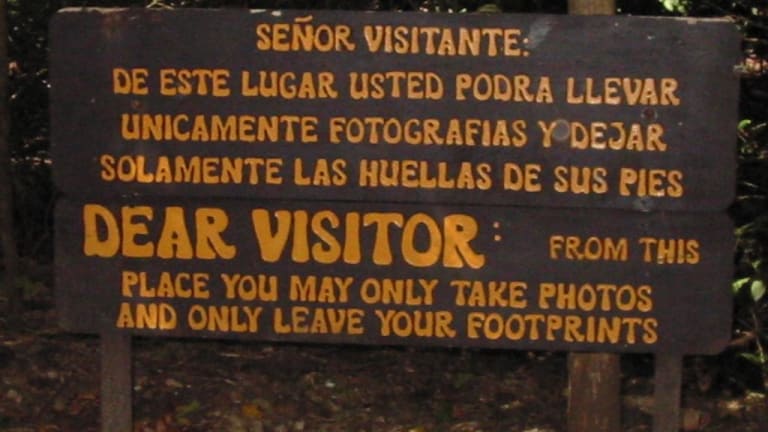 SEÑOR VISITANTE:
DE ESTE LUGAR USTED PODRA LLEVAR
UNICAMENTE FOTOGRAFIAS Y DEJAR
SOLAMENTE LAS HUELLAS DE SUS PIES
DEAR VISITOR: FROM THIS
PLACE YOU MAY ONLY TAKE PHOTOS
AND ONLY LEAVE YOUR FOOTPRINTS